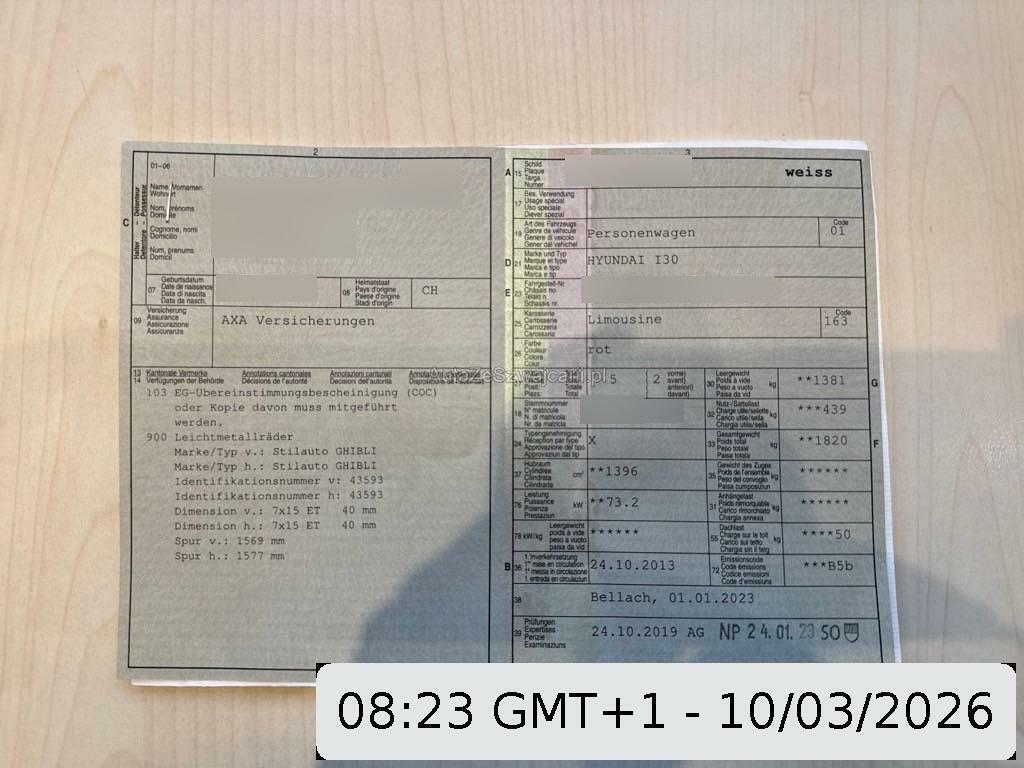 2
01-06
Name, Vornamen
Wohnort
Nom, prénoms
Domicile
Cognome, nomi
Domicilio
Num, prenums
Domicil
C
07
Geburtsdatum
Date de naissance
Data di nascita
Data da nasch.
08
Heimatstaat
Pays d'origine
Paese d'origine
Stadi d'origin
CH
09
Versicherung
Assurance
Assicurazione
Assicuranza
AXA Versicherungen
13 Kantonale Vermerke Annotations cantonales Annotazioni cantonali
14 Verfügungen der Behörde Décisions de l'autorité Decisioni dell'autorità
103 EG-Übereinstimmungsbescheinigung (COC)
oder Kopie davon muss mitgeführt
werden.
900 Leichtmetallräder
Marke/Typ v.: Stilauto GHIBLI
Marke/Typ h.: Stilauto GHIBLI
Identifikationsnummer v: 43593
Identifikationsnummer h: 43593
Dimension v.: 7x15 ET 40 mm
Dimension h.: 7x15 ET 40 mm
Spur v.: 1569 mm
Spur h.: 1577 mm
3
A 15
Schild
Plaque
Targa
Numer
weiss
17
Bes. Verwendung
Usage spécial
Uso speciale
Diever spezial
19
Art des Fahrzeugs
Genre de véhicule
Genere di veicolo
Gener dal vehichel
Personenwagen
Code
01
D 21
Marke und Typ
Marque et type
Marca e tipo
Marca e tip
HYUNDAI I30
E 23
Fahrgestell-Nr
Châssis no
Telaio n.
Schassis nr.
25
Karosserie
Carrosserie
Carrozzeria
Carossaria
Limousine
Code
163
26
Farbe
Couleur
Colore
Colur
rot
5
2
vorne)
avant)
anteriori)
davant)
30
Leergewicht
Poids à vide
Peso a vuoto
Paisa da vid
kg
**1381
G
18
Stammnummer
N° matricule
N. di matricola
Nr. da matricla
32
Nutz-/Sattellast
Charge utile/sellette
Carico utile/sella
Chargia utila/sella
kg
***439
24
Typengenehmigung
Réception par type
Approvazione del tipo
Approvaziun dal tip
X
33
Gesamtgewicht
Poids total
Peso totale
Paisa totala
kg
**1820
F
37
Hubraum
Cylindrée
Cilindrata
Cilindrada
cm³
**1396
35
Gewicht des Zuges
Poids de l'ensemble
Peso del convoglio
Paisa cumposiziun
kg
******
76
Leistung
Puissance
Potenza
Prestaziun
kW
**73.2
31
Anhängelast
Poids remorquable
Carico rimorchiato
Chargia annexa
kg
******
78 kW/kg
Leergewicht
poids à vide
peso a vuoto
paisa da vid
******
55
Dachlast
Charge sur le toit
Carico sul tetto
Chargia sin il tetg
kg
****50
B 36
1. Inverkehrsetzung
1re mise en circulation
1a messa in circolazione
1. entrada en circulaziun
24.10.2013
72
Emissionscode
Code émissions
Codice emissioni
Code d'emissiuns
***B5b
38
Bellach, 01.01.2023
39
Prüfungen
Expertises
Perizie
Examinaziuns
24.10.2019 AG NP 24.01.23 SO
08:23 GMT+1 - 10/03/2026